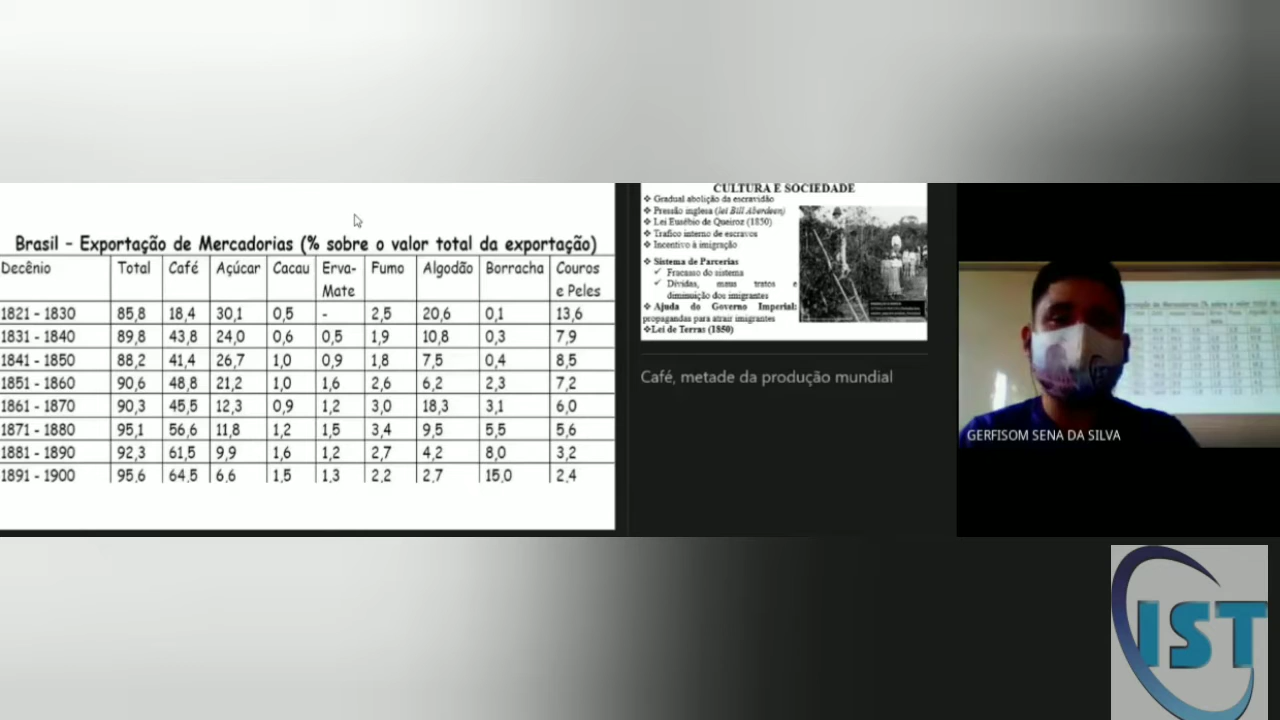 Brasil - Exportação de Mercadorias (% sobre o valor total da exportação)
Decênio Total Café Açúcar Cacau Erva-Mate Fumo Algodão Borracha Couros e Peles
1821 - 1830 85,8 18,4 30,1 0,5 - 2,5 20,6 0,1 13,6
1831 - 1840 89,8 43,8 24,0 0,6 0,5 1,9 10,8 0,3 7,9
1841 - 1850 88,2 41,4 26,7 1,0 0,9 1,8 7,5 0,4 8,5
1851 - 1860 90,6 48,8 21,2 1,0 1,6 2,6 6,2 2,3 7,2
1861 - 1870 90,3 45,5 12,3 0,9 1,2 3,0 18,3 3,1 6,0
1871 - 1880 95,1 56,6 11,8 1,2 1,5 3,4 9,5 5,5 5,6
1881 - 1890 92,3 61,5 9,9 1,6 1,2 2,7 4,2 8,0 3,2
1891 - 1900 95,6 64,5 6,6 1,5 1,3 2,2 2,7 15,0 2,4
CULTURA E SOCIEDADE
❖ Gradual abolição da escravidão
❖ Pressão inglesa (lei Bill Aberdeen)
❖ Lei Eusébio de Queiroz (1850)
❖ Trafico interno de escravos
❖ Incentivo à imigração
❖ Sistema de Parcerias
✓ Fracasso do sistema
✓ Dívidas, maus tratos e
diminuição dos imigrantes
❖ Ajuda do Governo Imperial:
propagandas para atrair imigrantes
❖ Lei de Terras (1850)
Café, metade da produção mundial
GERFISOM SENA DA SILVA
IST